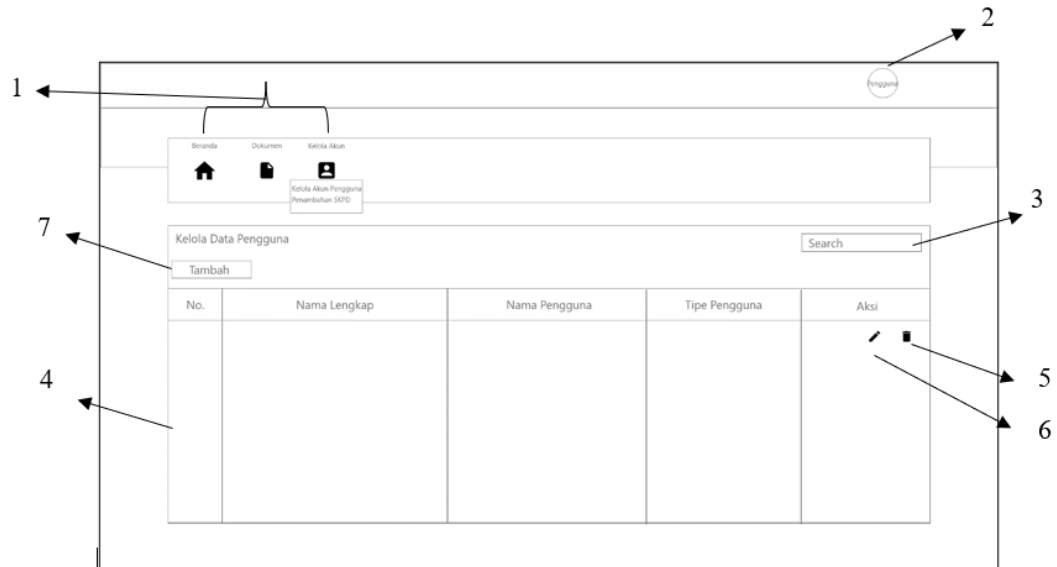 2
1
Pengguna
Beranda Dokumen Kelola Akun
Kelola Akun Pengguna
Penambahan SKPD
3
7
Kelola Data Pengguna
Search
Tambah
No. Nama Lengkap Nama Pengguna Tipe Pengguna Aksi
4
5
6